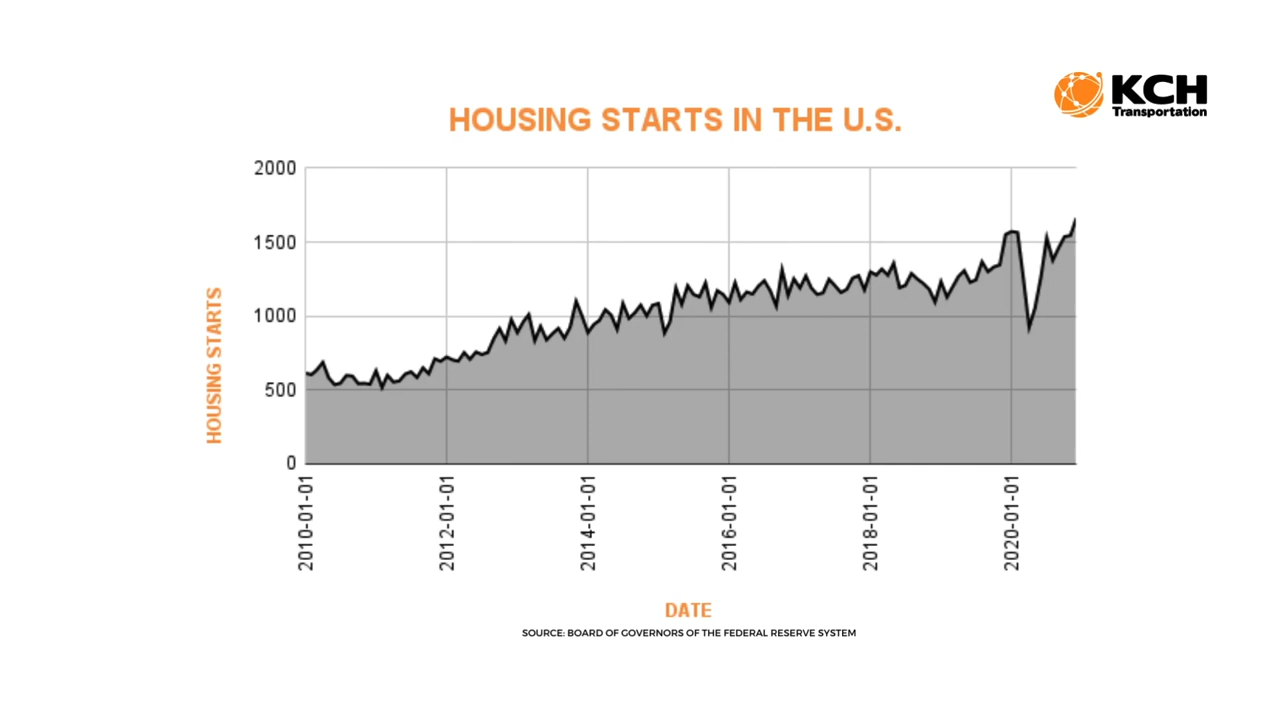 KCH
Transportation
HOUSING STARTS IN THE U.S.
2000
1500
1000
500
0
HOUSING STARTS
2010-01-01
2012-01-01
2014-01-01
2016-01-01
2018-01-01
2020-01-01
DATE
SOURCE: BOARD OF GOVERNORS OF THE FEDERAL RESERVE SYSTEM